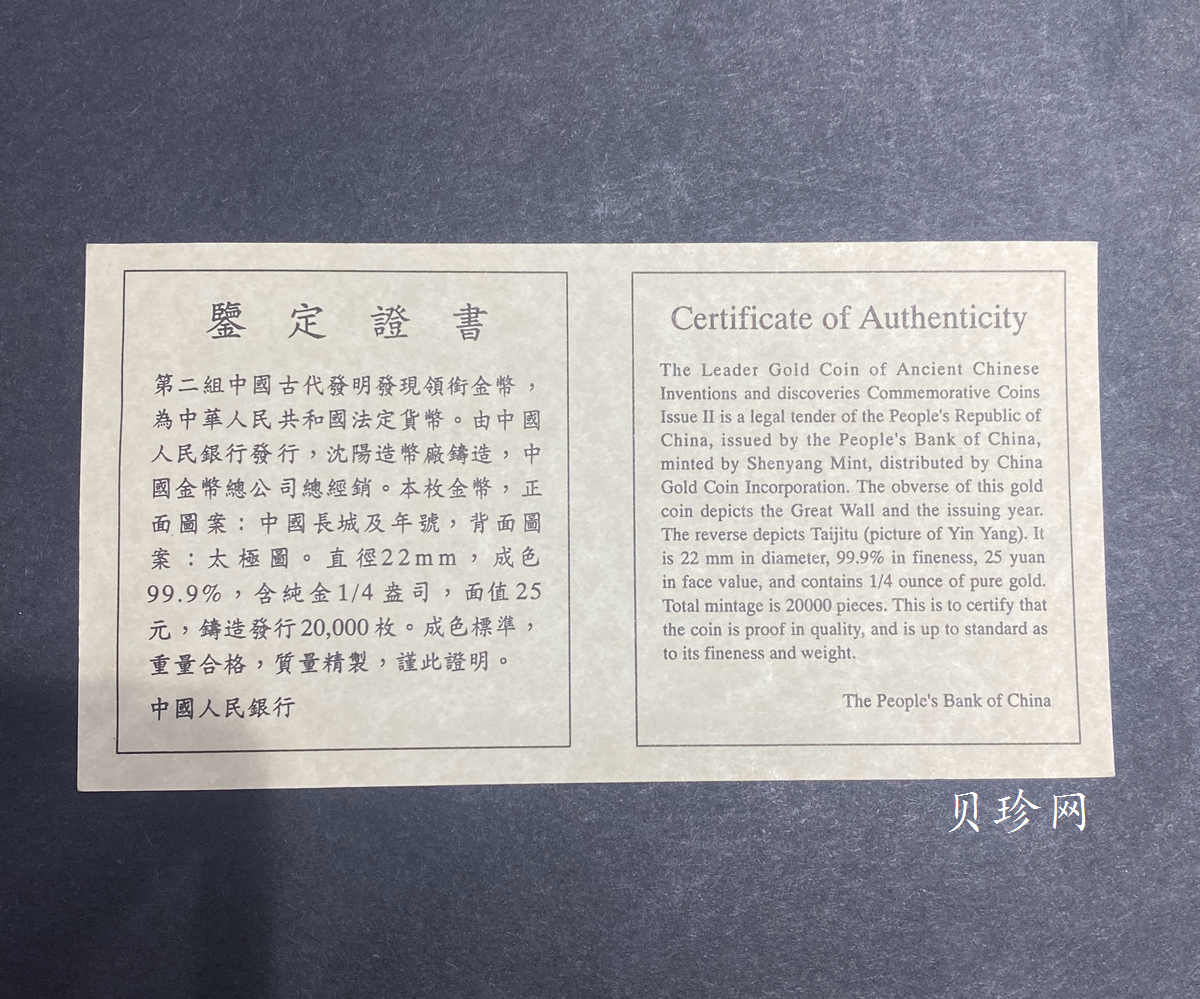 鑒定證書
第二組中國古代發明發現領銜金幣，
為中華人民共和國法定貨幣。由中國
人民銀行發行，沈陽造幣廠鑄造，中
國金幣總公司總經銷。本枚金幣，正
面圖案：中國長城及年號，背面圖
案：太極圖。直徑22mm，成色
99.9%，含純金1/4盎司，面值25
元，鑄造發行20,000枚。成色標準，
重量合格，質量精製，謹此證明。
中國人民銀行
Certificate of Authenticity
The Leader Gold Coin of Ancient Chinese
Inventions and discoveries Commemorative Coins
Issue II is a legal tender of the People's Republic of
China, issued by the People's Bank of China,
minted by Shenyang Mint, distributed by China
Gold Coin Incorporation. The obverse of this gold
coin depicts the Great Wall and the issuing year.
The reverse depicts Taijitu (picture of Yin Yang). It
is 22 mm in diameter, 99.9% in fineness, 25 yuan
in face value, and contains 1/4 ounce of pure gold.
Total mintage is 20000 pieces. This is to certify that
the coin is proof in quality, and is up to standard as
to its fineness and weight.
The People's Bank of China
贝珍网